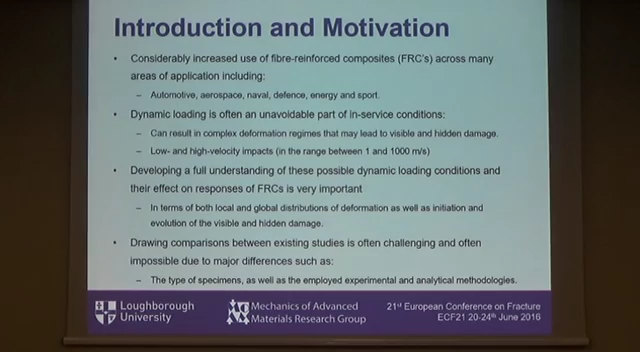 Introduction and Motivation
• Considerably increased use of fibre-reinforced composites (FRC's) across many
areas of application including:
– Automotive, aerospace, naval, defence, energy and sport.
• Dynamic loading is often an unavoidable part of in-service conditions:
– Can result in complex deformation regimes that may lead to visible and hidden damage.
– Low- and high-velocity impacts (in the range between 1 and 1000 m/s)
• Developing a full understanding of these possible dynamic loading conditions and
their effect on responses of FRCs is very important
– In terms of both local and global distributions of deformation as well as initiation and
evolution of the visible and hidden damage.
• Drawing comparisons between existing studies is often challenging and often
impossible due to major differences such as:
– The type of specimens, as well as the employed experimental and analytical methodologies.
Loughborough
University
Mechanics of Advanced
Materials Research Group
21st European Conference on Fracture
ECF21 20-24th June 2016